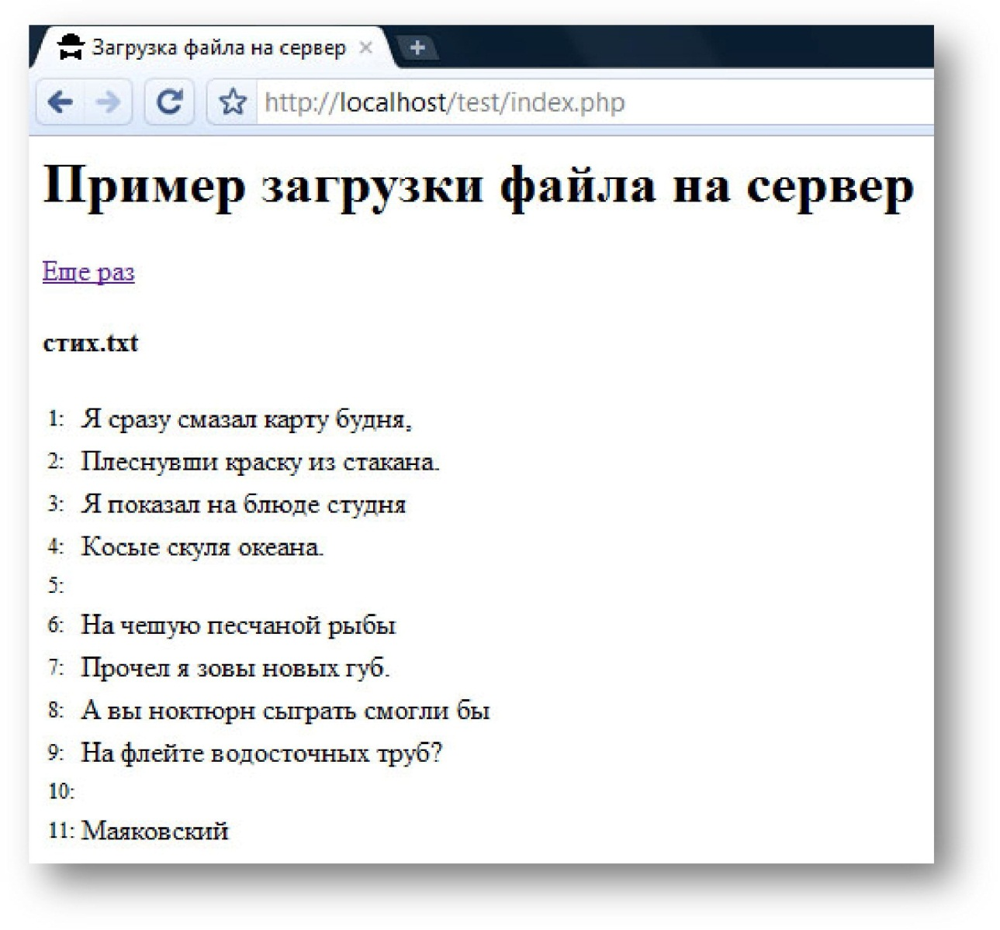 Загрузка файла на сервер
http://localhost/test/index.php
Пример загрузки файла на сервер
Еще раз
стих.txt
1: Я сразу смазал карту будня,
2: Плеснувши краску из стакана.
3: Я показал на блюде студня
4: Косые скуля океана.
5:
6: На чешую песчаной рыбы
7: Прочел я зовы новых губ.
8: А вы ноктюрн сыграть смогли бы
9: На флейте водосточных труб?
10:
11: Маяковский